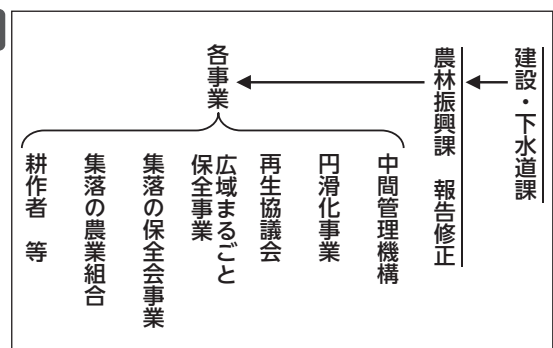 建設・下水道課
農林振興課　報告修正
各事業
中間管理機構
円滑化事業
再生協議会
広域まるごと
保全事業
集落の保全会事業
集落の農業組合
耕作者　等